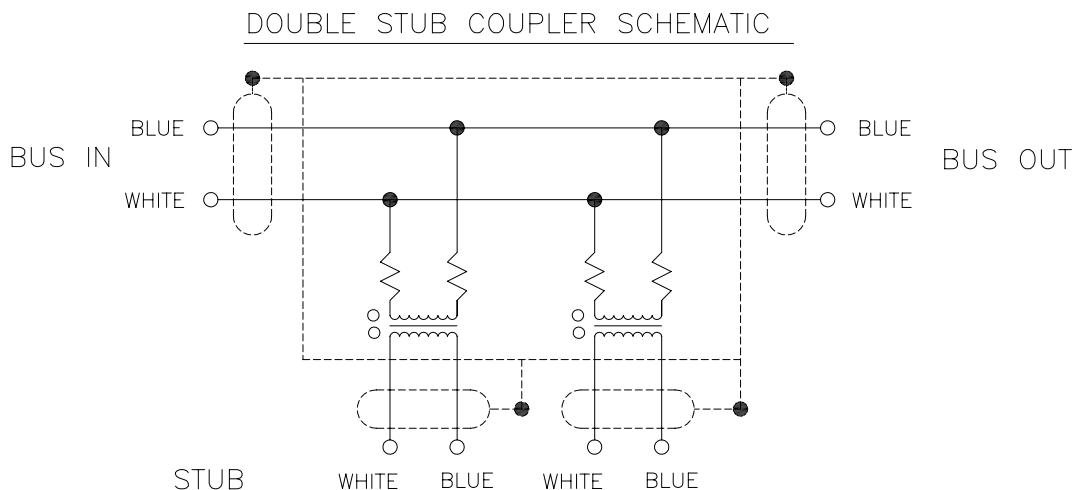 DOUBLE STUB COUPLER SCHEMATIC
BLUE
BLUE
BUS IN
BUS OUT
WHITE
WHITE
STUB
WHITE
BLUE
WHITE
BLUE